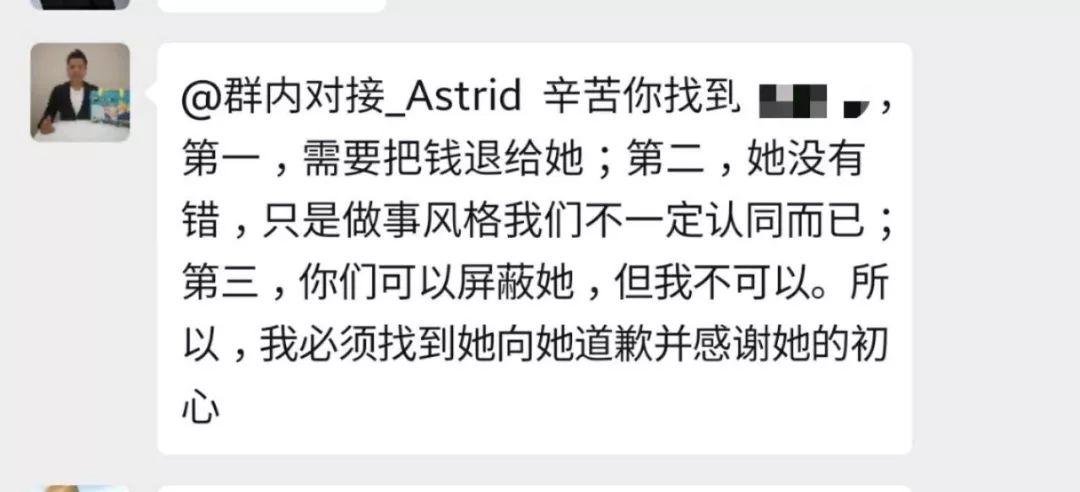 @群内对接_Astrid 辛苦你找到 ，
第一，需要把钱退给她；第二，她没有
错，只是做事风格我们不一定认同而已；
第三，你们可以屏蔽她，但我不可以。所
以，我必须找到她向她道歉并感谢她的初
心